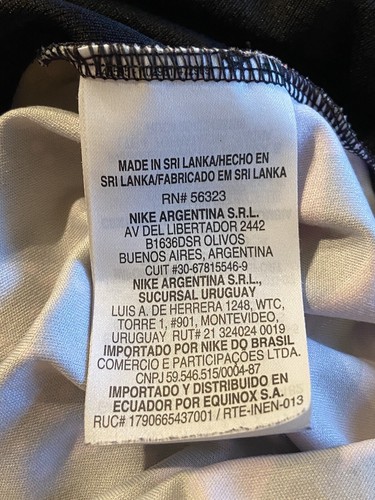 MADE IN SRI LANKA/HECHO EN
SRI LANKA/FABRICADO EM SRI LANKA
RN# 56323
NIKE ARGENTINA S.R.L.
AV DEL LIBERTADOR 2442
B1636DSR OLIVOS
BUENOS AIRES, ARGENTINA
CUIT #30-67815546-9
NIKE ARGENTINA S.R.L.,
SUCURSAL URUGUAY
LUIS A. DE HERRERA 1248, WTC,
TORRE 1, #901, MONTEVIDEO,
URUGUAY RUT# 21 324024 0019
IMPORTADO POR NIKE DO BRASIL
COMÉRCIO E PARTICIPAÇÕES LTDA.
CNPJ 59.546.515/0004-87
IMPORTADO Y DISTRIBUIDO EN
ECUADOR POR EQUINOX S.A.
RUC# 1790665437001 / RTE-INEN-013